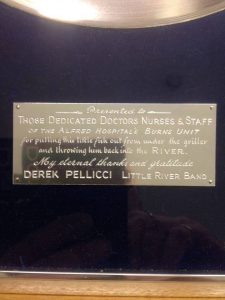 Presented to
THOSE DEDICATED DOCTORS NURSES & STAFF
OF THE ALFRED HOSPITAL'S BURNS UNIT
for putting this little fish out from under the griller
and throwing him back into the RIVER.
My eternal thanks and gratitude
DEREK PELLICCI LITTLE RIVER BAND